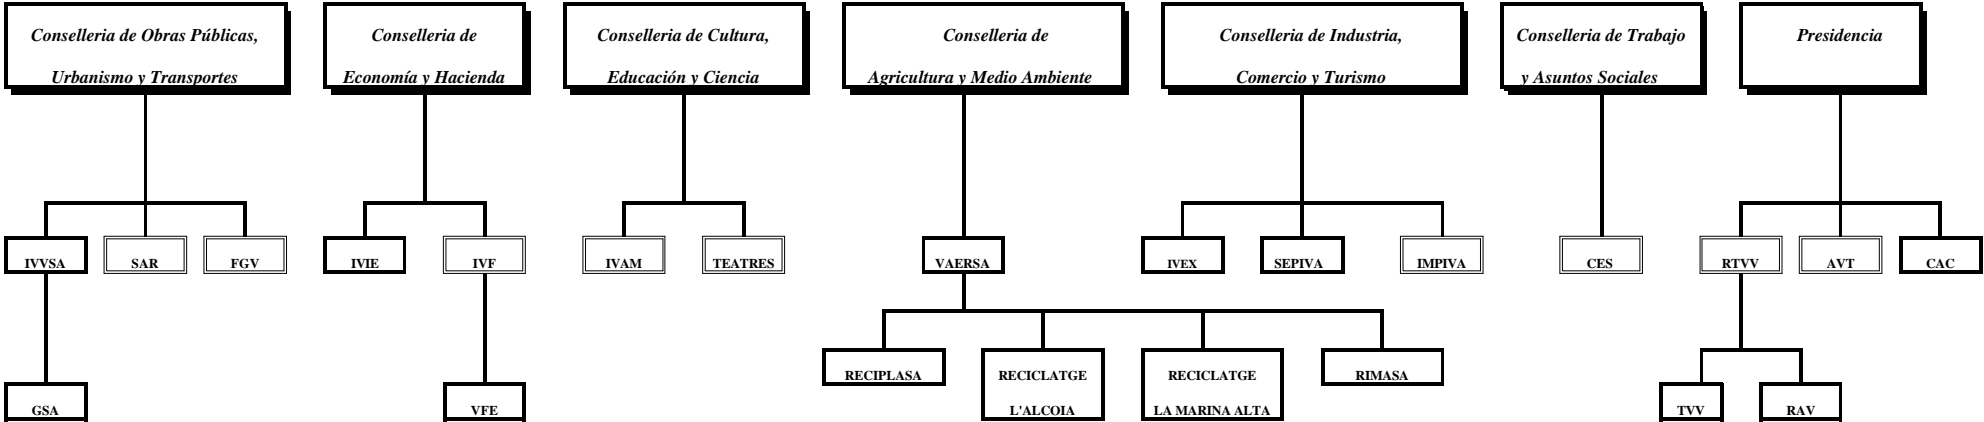 Conselleria de Obras Públicas,
Urbanismo y Transportes
Conselleria de
Economía y Hacienda
Conselleria de Cultura,
Educación y Ciencia
Conselleria de
Agricultura y Medio Ambiente
Conselleria de Industria,
Comercio y Turismo
Conselleria de Trabajo
y Asuntos Sociales
Presidencia
IVVSA
SAR
FGV
IVIE
IVF
IVAM
TEATRES
VAERSA
IVEX
SEPIVA
IMPIVA
CES
RTVV
AVT
CAC
RECIPLASA
RECICLATGE
L'ALCOIA
RECICLATGE
LA MARINA ALTA
RIMASA
GSA
VFE
TVV
RAV